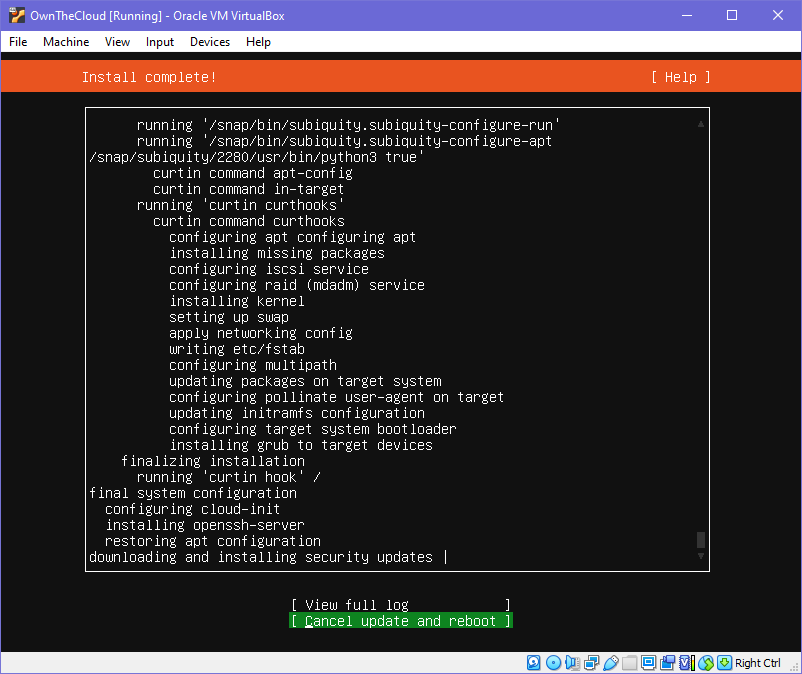 OwnTheCloud [Running] - Oracle VM VirtualBox
File Machine View Input Devices Help
Install complete! [ Help ]
running '/snap/bin/subiquity.subiquity-configure-run'
running '/snap/bin/subiquity.subiquity-configure-apt
/snap/subiquity/2280/usr/bin/python3 true'
curtin command apt-config
curtin command in-target
running 'curtin curthooks'
curtin command curthooks
configuring apt configuring apt
installing missing packages
configuring iscsi service
configuring raid (mdadm) service
installing kernel
setting up swap
apply networking config
writing etc/fstab
configuring multipath
updating packages on target system
configuring pollinate user-agent on target
updating initramfs configuration
configuring target system bootloader
installing grub to target devices
finalizing installation
running 'curtin hook' /
final system configuration
configuring cloud-init
installing openssh-server
restoring apt configuration
downloading and installing security updates |
[ View full log ]
[ Cancel update and reboot ]
Right Ctrl